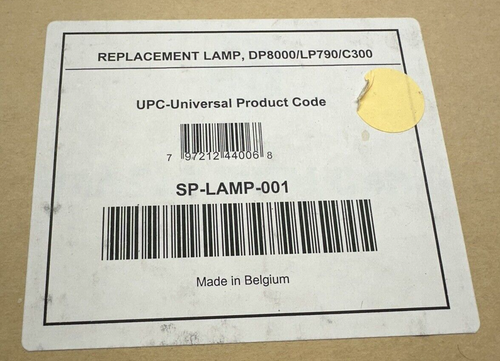 REPLACEMENT LAMP, DP8000/LP790/C300
UPC-Universal Product Code
7 97212 44006 8
SP-LAMP-001
Made in Belgium